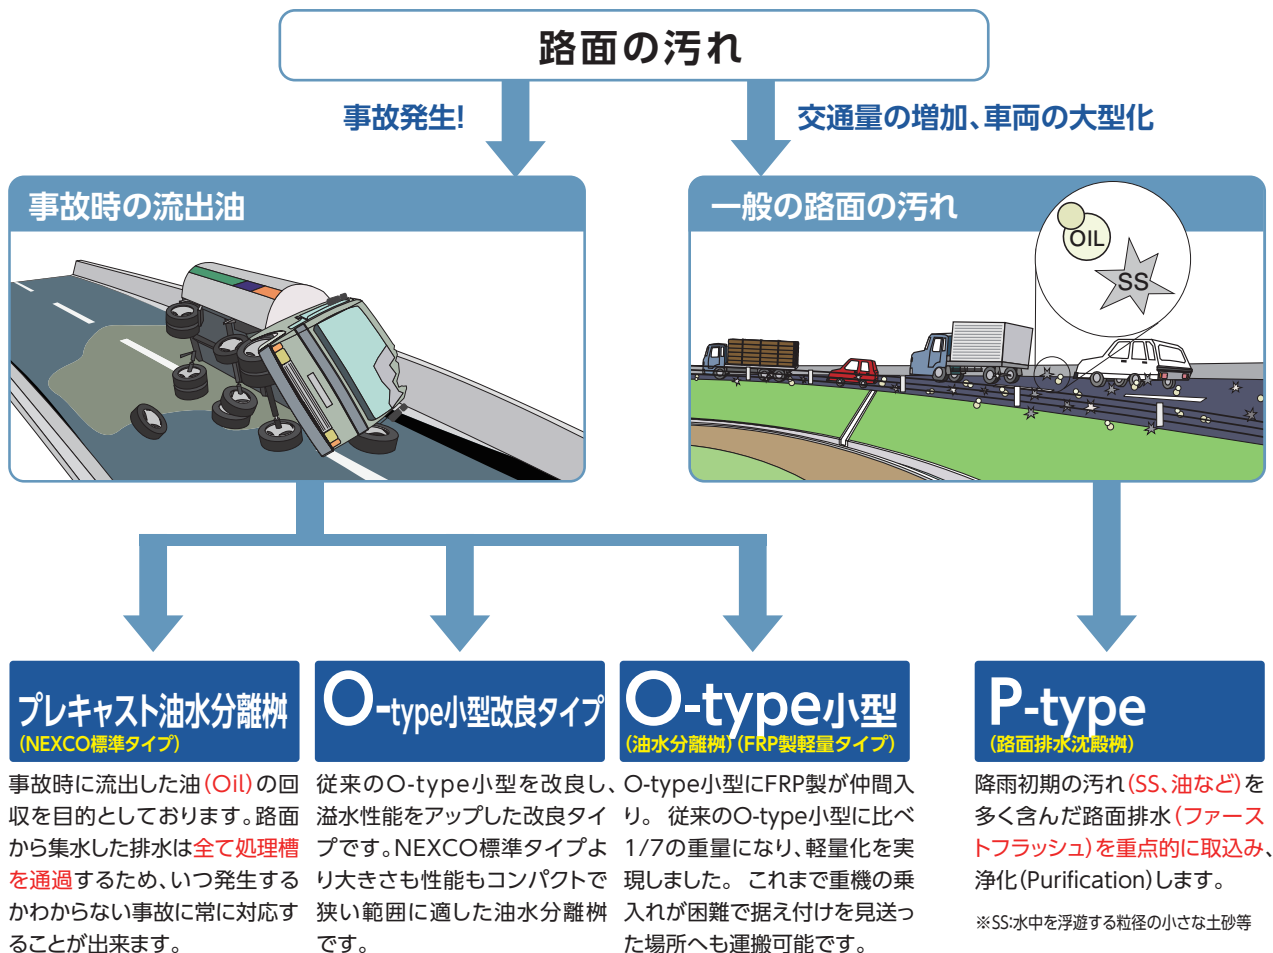 路面の汚れ
事故発生!
交通量の増加、車両の大型化
事故時の流出油
一般の路面の汚れ
OIL
SS
プレキャスト油水分離桝
(NEXCO標準タイプ)
事故時に流出した油(Oil)の回
収を目的としております。路面
から集水した排水は全て処理槽
を通過するため、いつ発生する
かわからない事故に常に対応す
ることが出来ます。
O-type小型改良タイプ
従来のO-type小型を改良し、
溢水性能をアップした改良タイ
プです。NEXCO標準タイプよ
り大きさも性能もコンパクトで
狭い範囲に適した油水分離桝
です。
O-type小型
(油水分離桝)(FRP製軽量タイプ)
O-type小型にFRP製が仲間入
り。 従来のO-type小型に比べ
1/7の重量になり、軽量化を実
現しました。 これまで重機の乗
入れが困難で据え付けを見送っ
た場所へも運搬可能です。
P-type
(路面排水沈殿桝)
降雨初期の汚れ(SS、油など)を
多く含んだ路面排水(ファース
トフラッシュ)を重点的に取込み、
浄化(Purification)します。
※SS:水中を浮遊する粒径の小さな土砂等